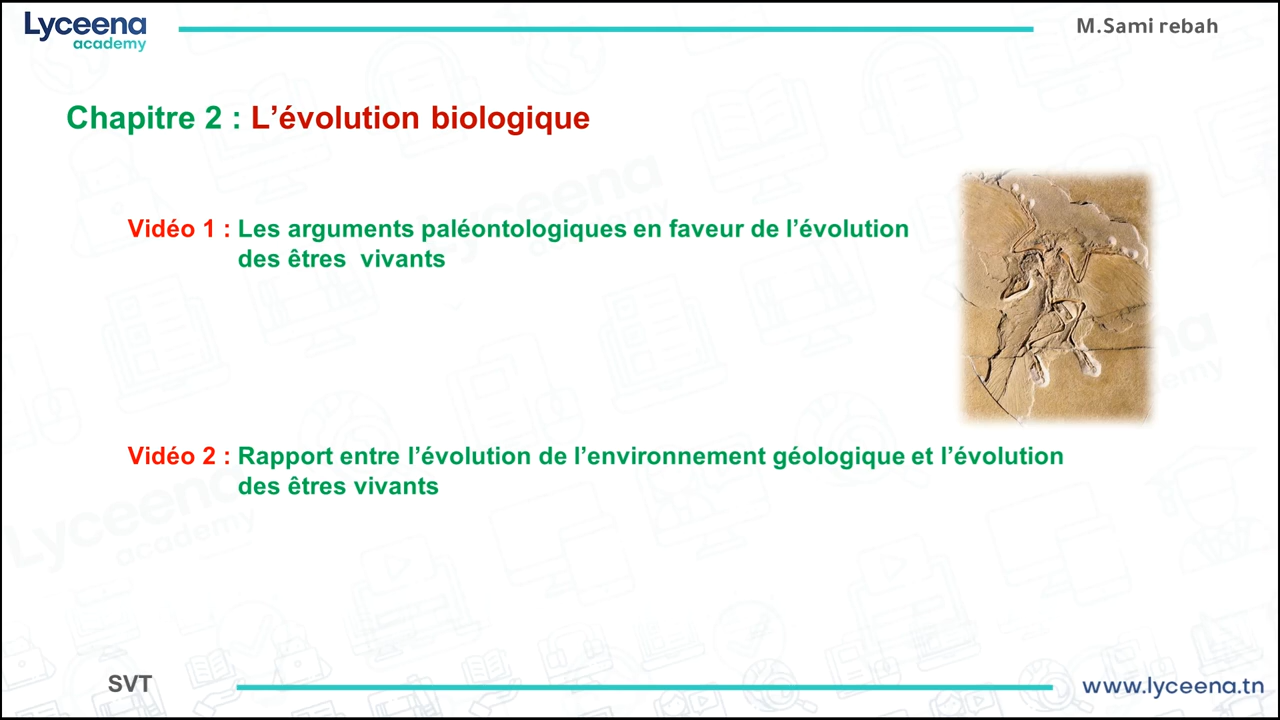 Lyceena
academy
M.Sami rebah
Chapitre 2 : L’évolution biologique
Vidéo 1 : Les arguments paléontologiques en faveur de l’évolution
des êtres vivants
Vidéo 2 : Rapport entre l’évolution de l’environnement géologique et l’évolution
des êtres vivants
SVT
www.lyceena.tn